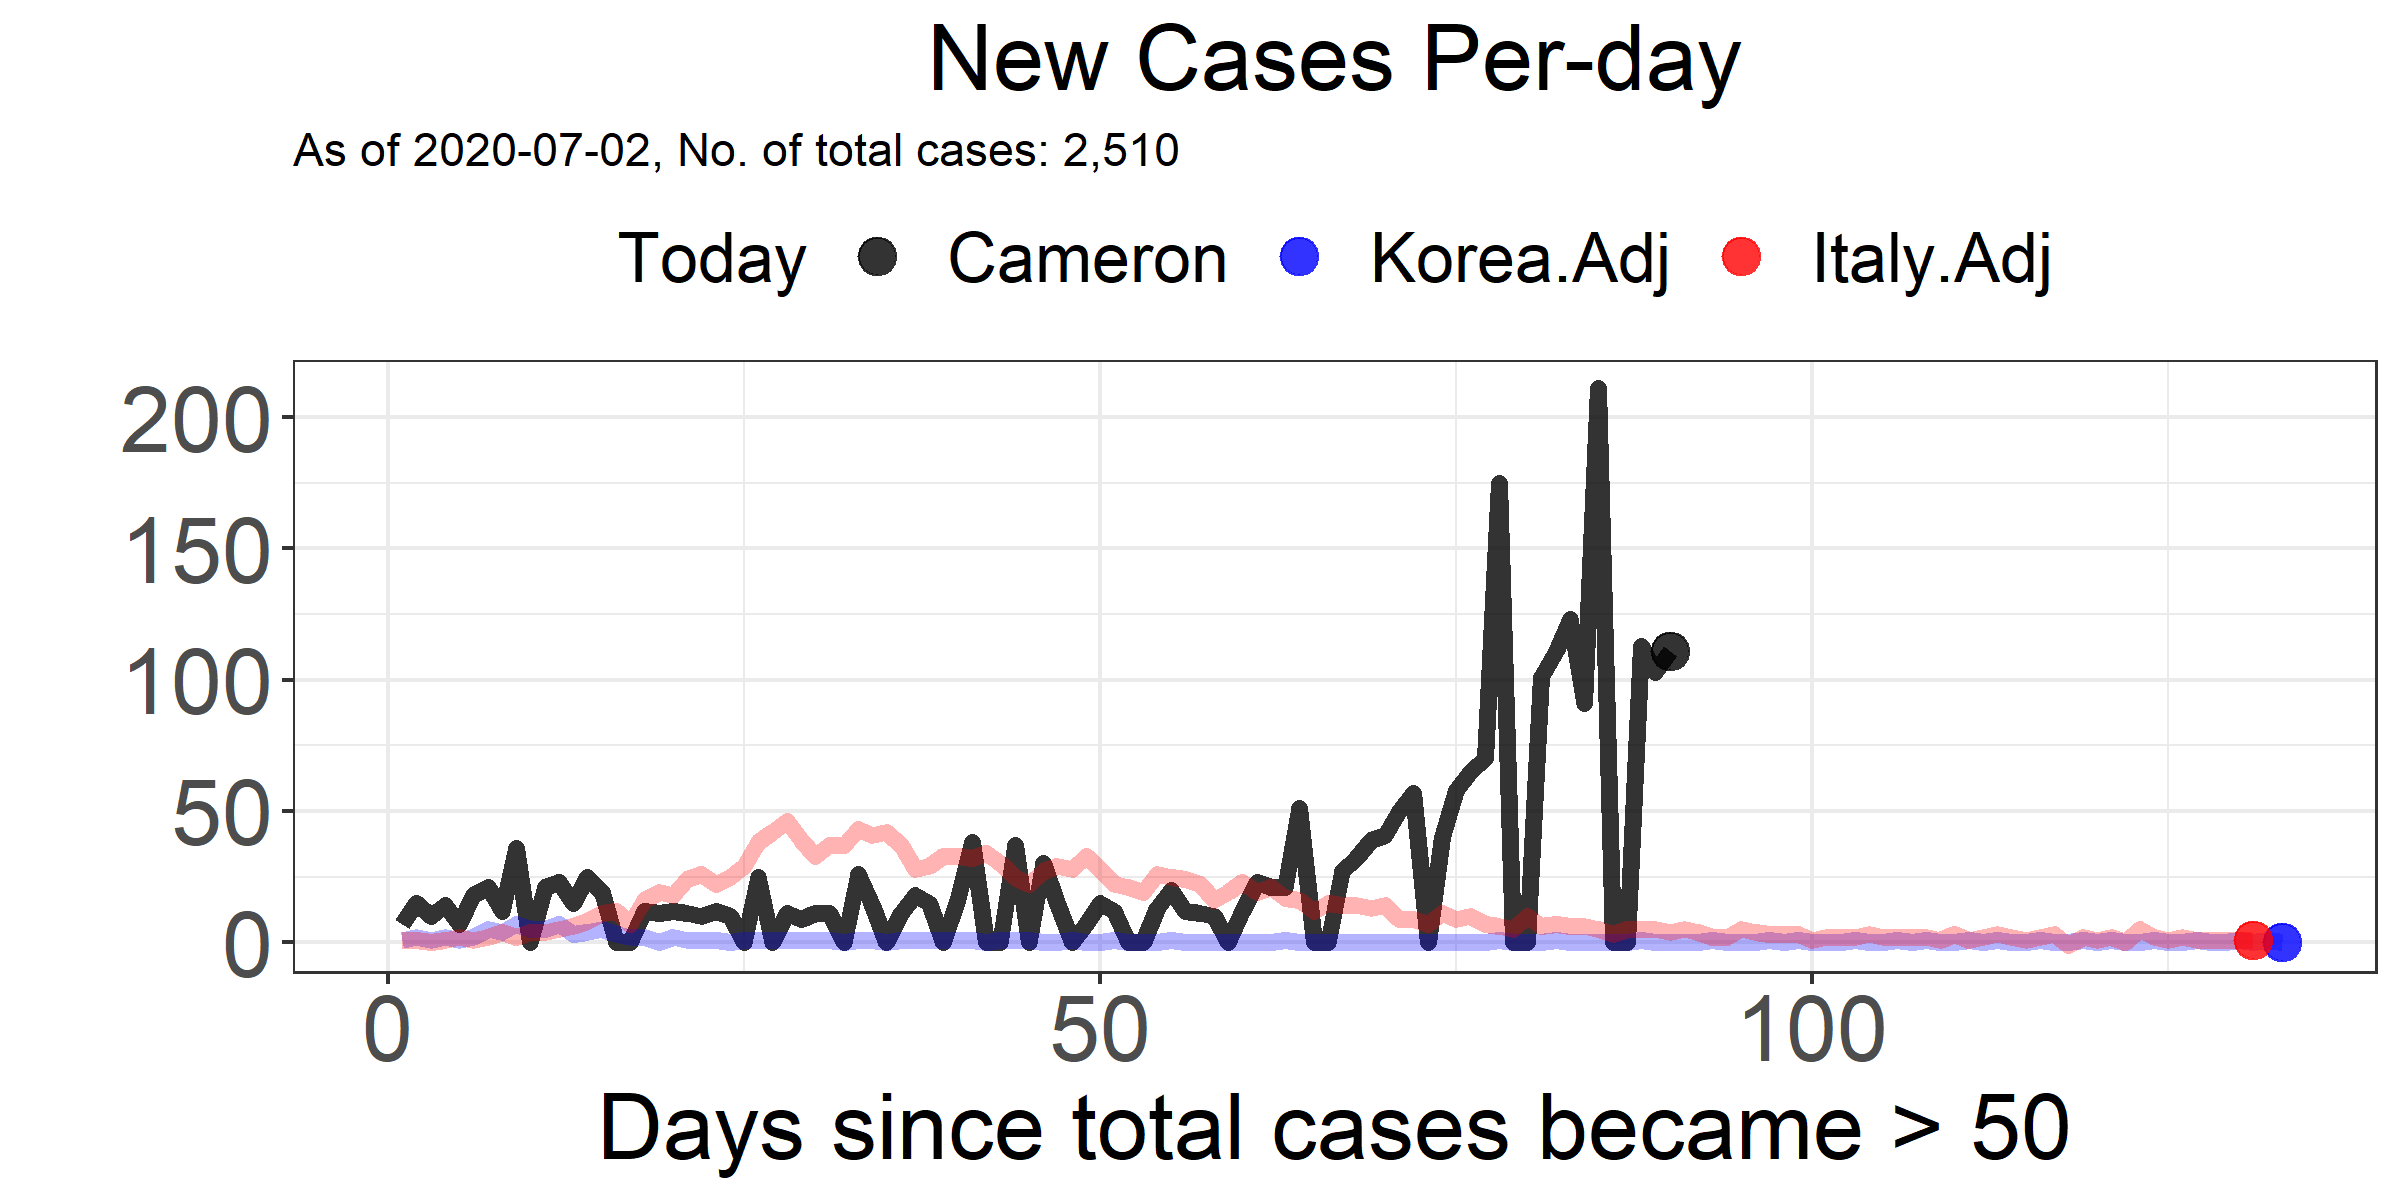 New Cases Per-day
As of 2020-07-02, No. of total cases: 2,510
Today Cameron Korea.Adj Italy.Adj
200
150
100
50
0
0 50 100
Days since total cases became > 50